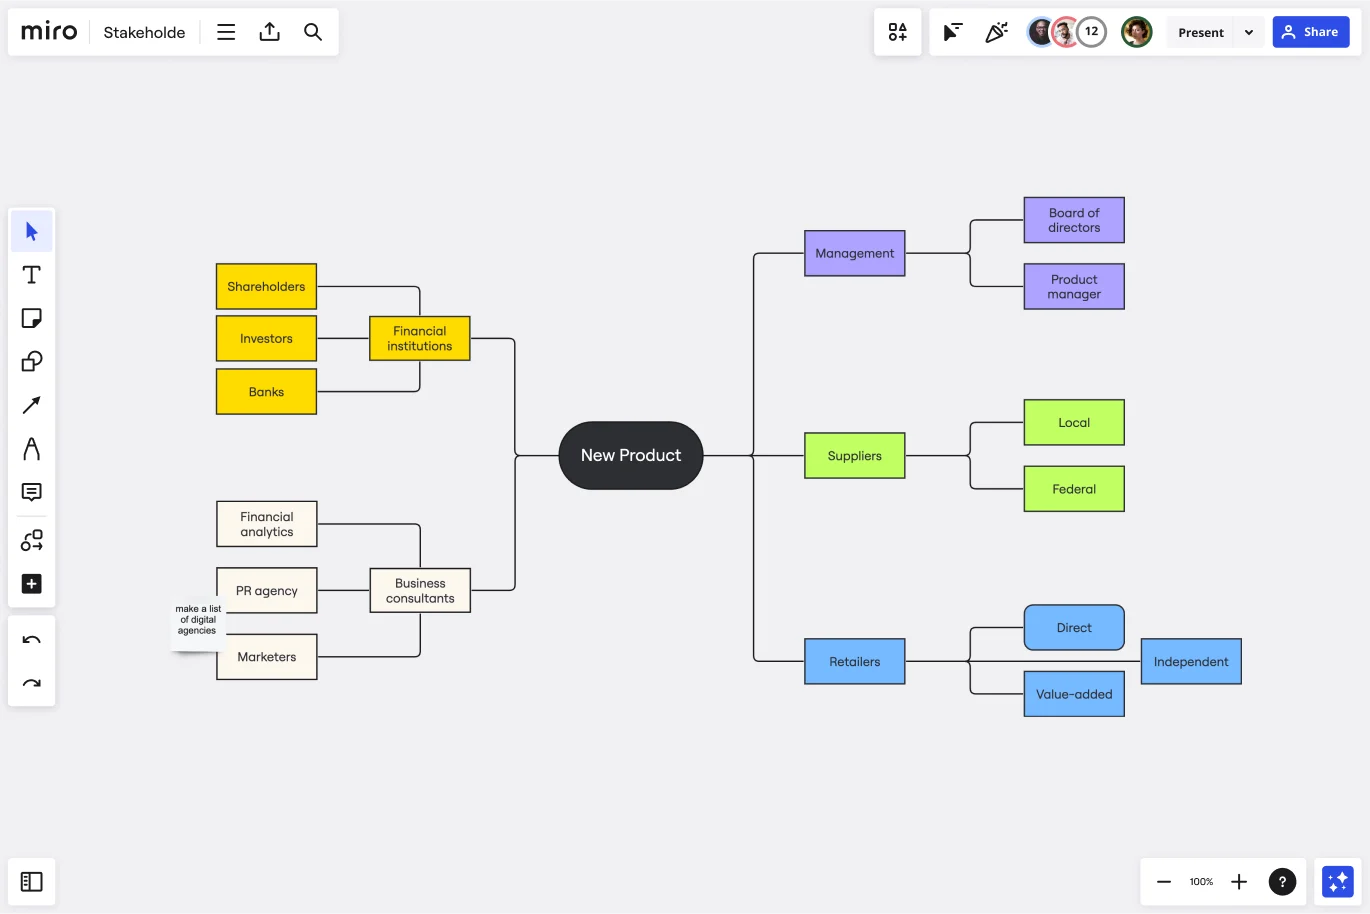 miro
Stakeholde
12
Present
Share
Board of
directors
Management
Product
manager
Shareholders
Investors
Financial
institutions
Banks
Local
New Product
Suppliers
Federal
Financial
analytics
Business
consultants
PR agency
make a list
of digital
agencies
Marketers
Direct
Retailers
Independent
Value-added
100%
?